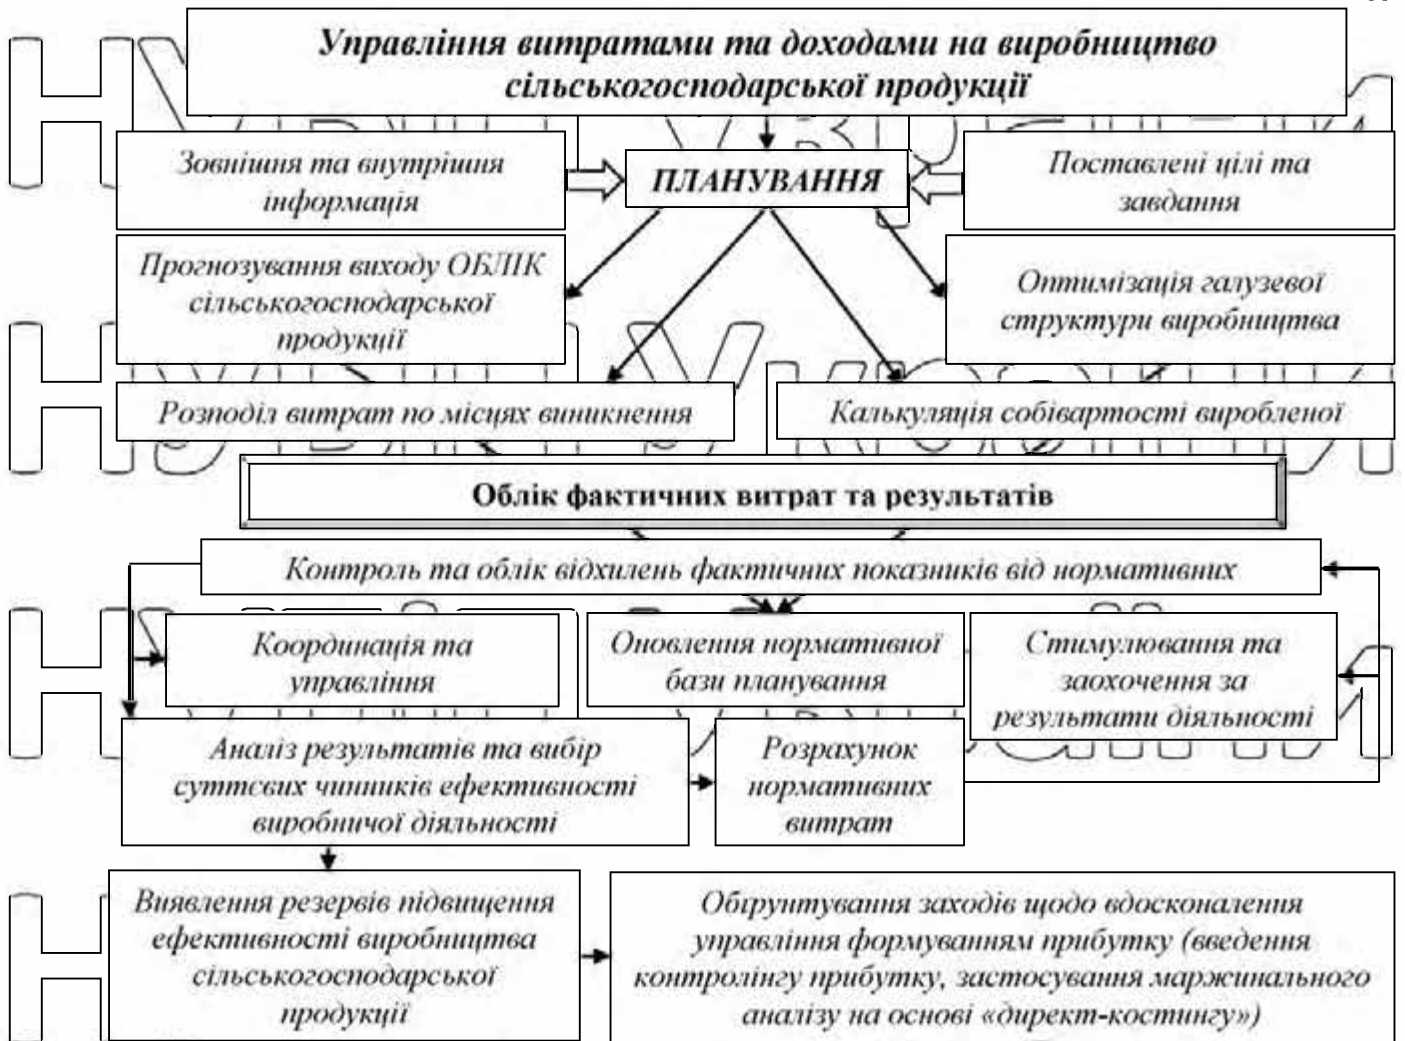 Управління витратами та доходами на виробництво
сільськогосподарської продукції
Зовнішня та внутрішня
інформація
ПЛАНУВАННЯ
Поставлені цілі та
завдання
Прогнозування виходу ОБЛІК
сільськогосподарської
продукції
Оптимізація галузевої
структури виробництва
Розподіл витрат по місцях виникнення
Калькуляція собівартості виробленої
Облік фактичних витрат та результатів
Контроль та облік відхилень фактичних показників від нормативних
Координація та
управління
Оновлення нормативної
бази планування
Стимулювання та
заохочення за
результати діяльності
Аналіз результатів та вибір
суттєвих чинників ефективності
виробничої діяльності
Розрахунок
нормативних
витрат
Виявлення резервів підвищення
ефективності виробництва
сільськогосподарської
продукції
Обґрунтування заходів щодо вдосконалення
управління формуванням прибутку (введення
контролінгу прибутку, застосування маржинального
аналізу на основі «директ-костингу»)